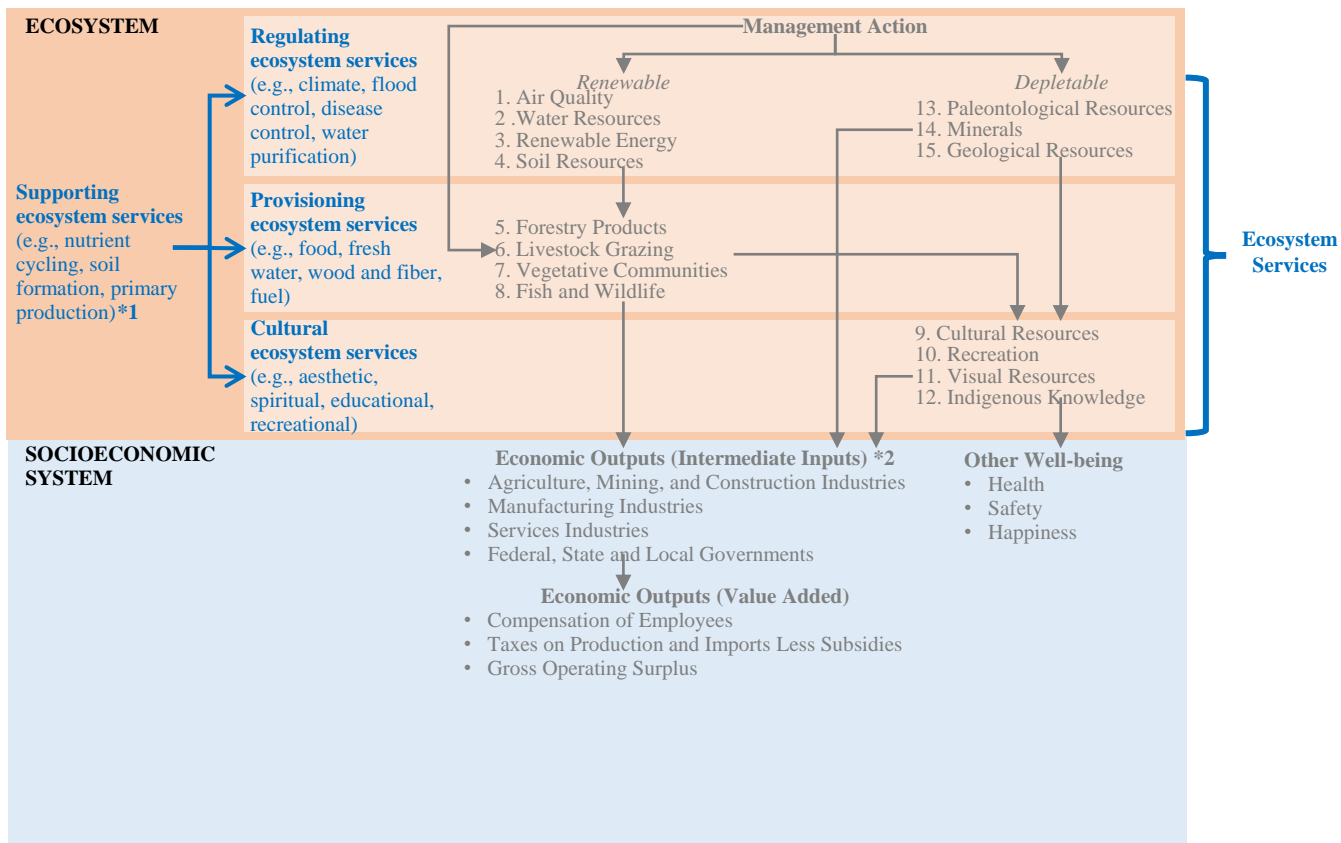 ECOSYSTEM
Management Action
Regulating
ecosystem services
(e.g., climate, flood
control, disease
control, water
purification)
Renewable
1. Air Quality
2 .Water Resources
3. Renewable Energy
4. Soil Resources
Depletable
13. Paleontological Resources
14. Minerals
15. Geological Resources
Supporting
ecosystem services
(e.g., nutrient
cycling, soil
formation, primary
production)*1
Provisioning
ecosystem services
(e.g., food, fresh
water, wood and fiber,
fuel)
5. Forestry Products
6. Livestock Grazing
7. Vegetative Communities
8. Fish and Wildlife
Ecosystem
Services
Cultural
ecosystem services
(e.g., aesthetic,
spiritual, educational,
recreational)
9. Cultural Resources
10. Recreation
11. Visual Resources
12. Indigenous Knowledge
SOCIOECONOMIC
SYSTEM
Economic Outputs (Intermediate Inputs) *2
• Agriculture, Mining, and Construction Industries
• Manufacturing Industries
• Services Industries
• Federal, State and Local Governments
Other Well-being
• Health
• Safety
• Happiness
Economic Outputs (Value Added)
• Compensation of Employees
• Taxes on Production and Imports Less Subsidies
• Gross Operating Surplus